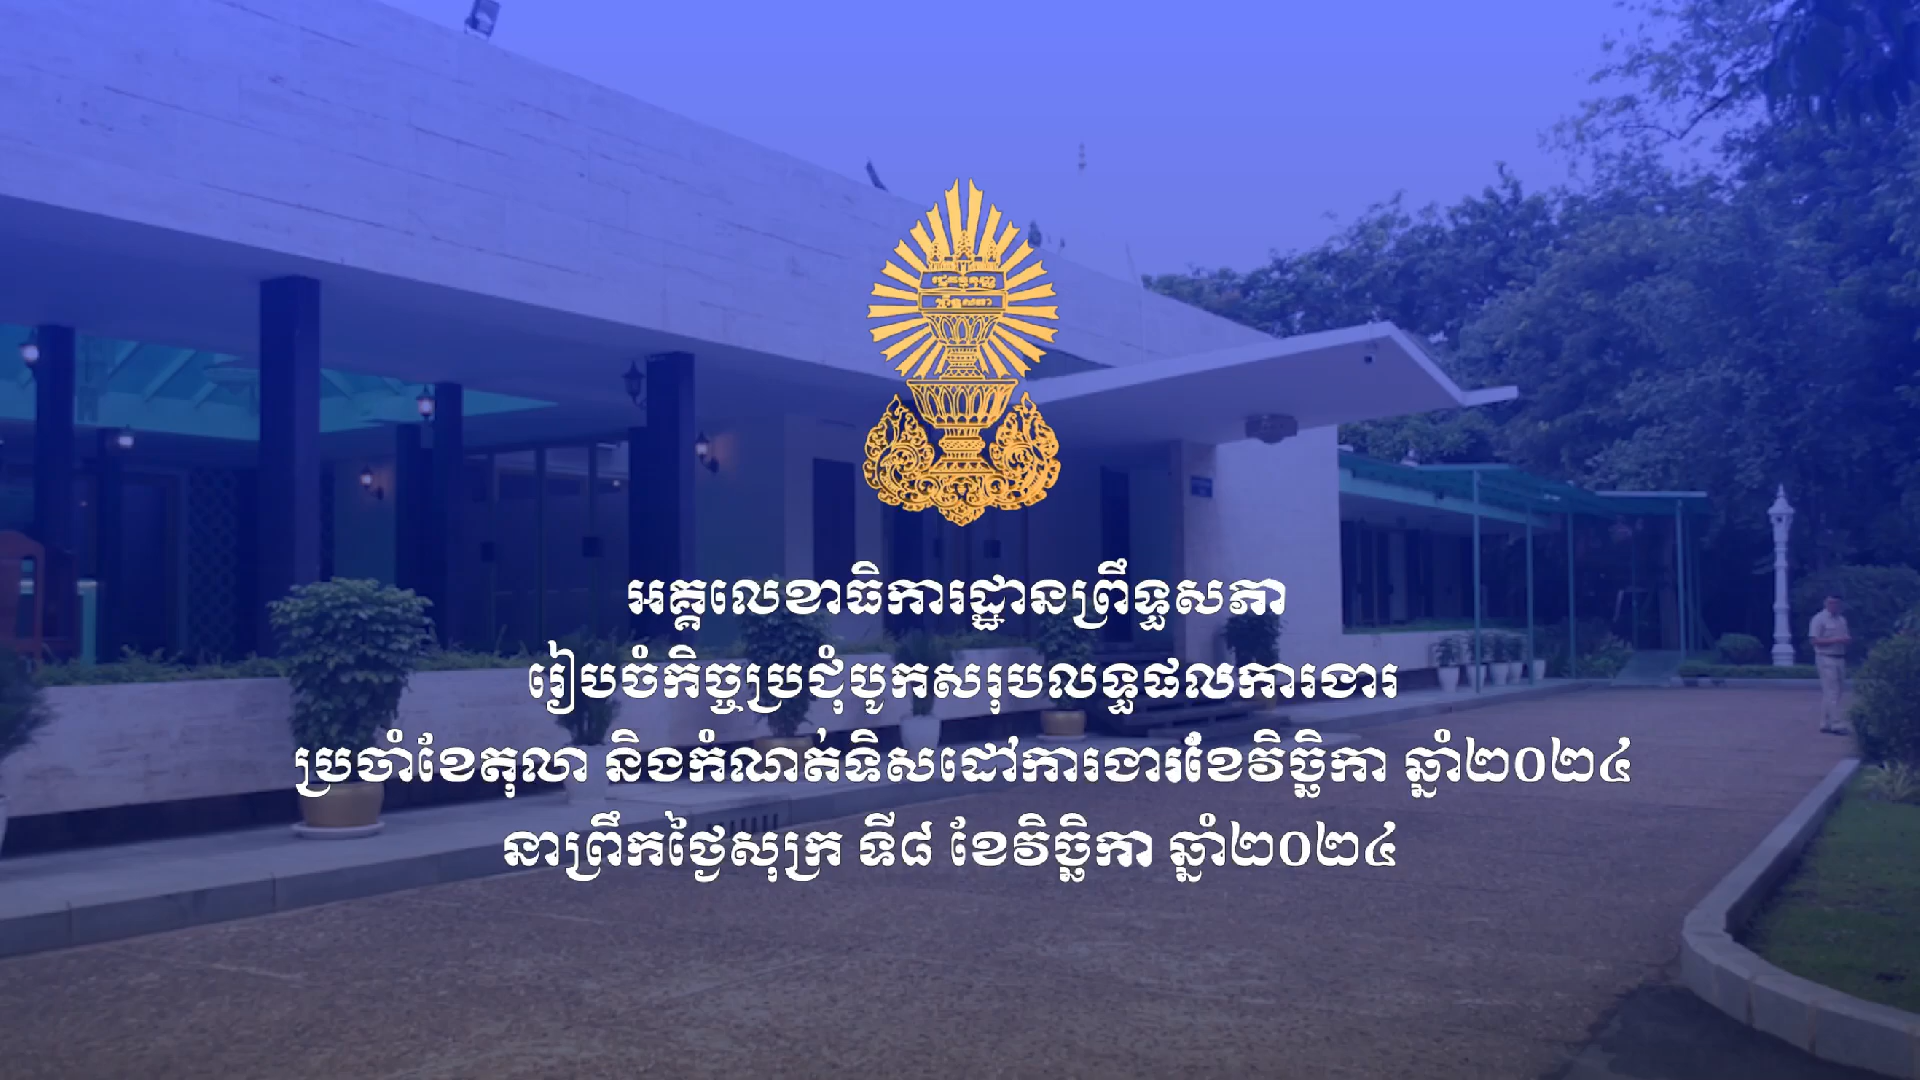 អគ្គលេខាធិការដ្ឋានព្រឹទ្ធសភា
រៀបចំកិច្ចប្រជុំបូកសរុបលទ្ធផលការងារ
ប្រចាំខែតុលា និងកំណត់ទិសដៅការងារខែវិច្ឆិកា ឆ្នាំ២០២៤
នាព្រឹកថ្ងៃសុក្រ ទី៨ ខែវិច្ឆិកា ឆ្នាំ២០២៤